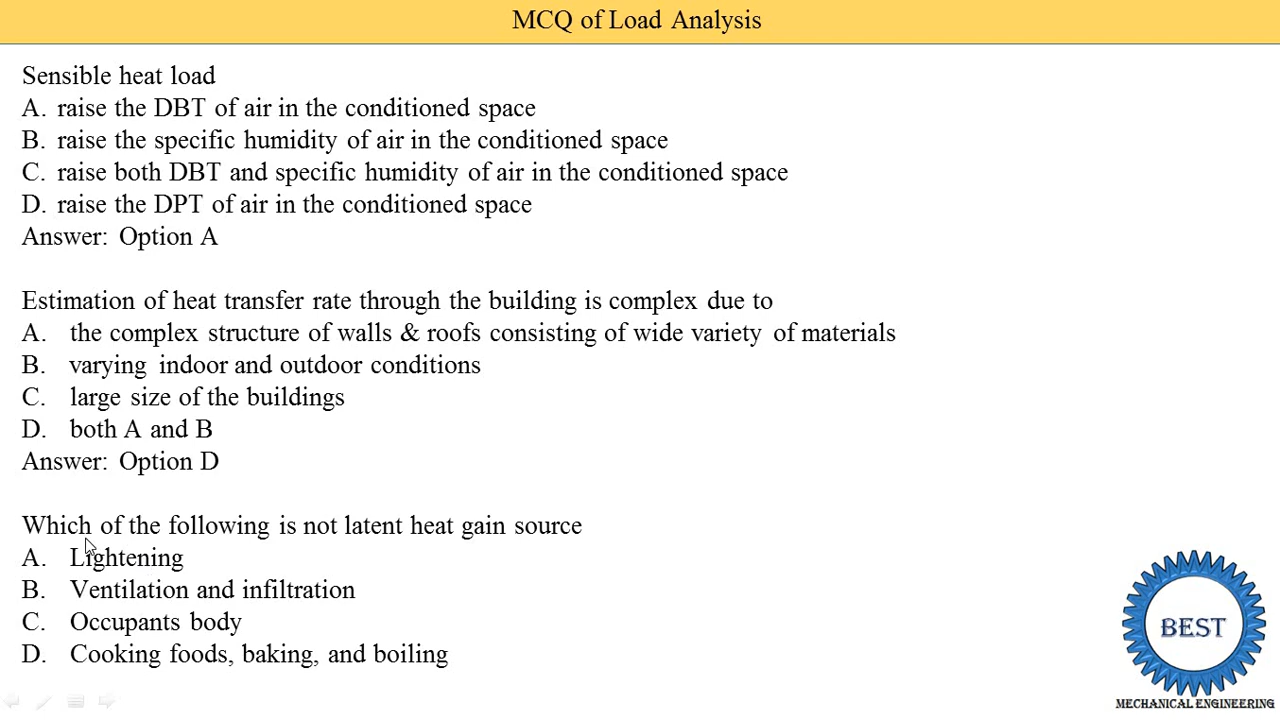 MCQ of Load Analysis
Sensible heat load
A. raise the DBT of air in the conditioned space
B. raise the specific humidity of air in the conditioned space
C. raise both DBT and specific humidity of air in the conditioned space
D. raise the DPT of air in the conditioned space
Answer: Option A
Estimation of heat transfer rate through the building is complex due to
A. the complex structure of walls & roofs consisting of wide variety of materials
B. varying indoor and outdoor conditions
C. large size of the buildings
D. both A and B
Answer: Option D
Which of the following is not latent heat gain source
A. Lightening
B. Ventilation and infiltration
C. Occupants body
D. Cooking foods, baking, and boiling
BEST
MECHANICAL ENGINEERING